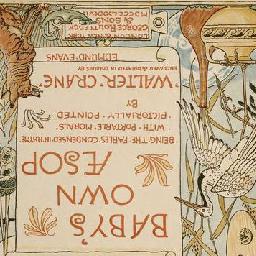 BABY'S
OWN
ÆSOP
BEING THE FABLES CONDENSED IN RHYME
WITH PORTABLE MORALS
PICTORIALLY POINTED
BY
WALTER CRANE
ENGRAVED & PRINTED IN COLOURS BY
EDMUND EVANS
GEORGE ROUTLEDGE
& SONS